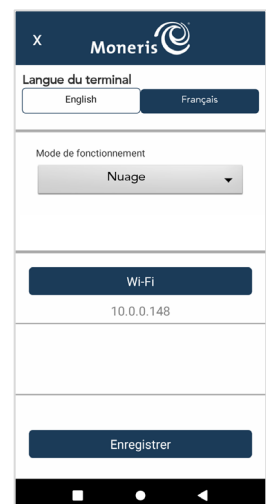 X
Moneris
Langue du terminal
English
Français
Mode de fonctionnement
Nuage
Wi-Fi
10.0.0.148
Enregistrer